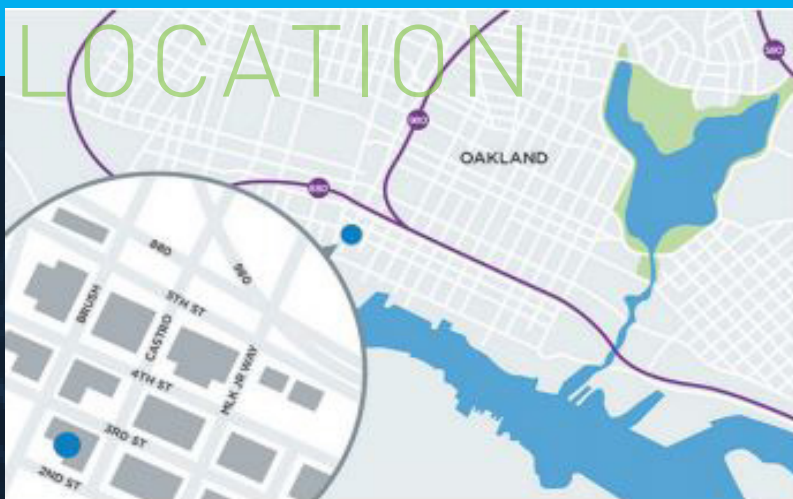 LOCATION
580
980
OAKLAND
880
880
980
5TH ST
BRUSH
CASTRO
4TH ST
MLK JR WAY
3RD ST
2ND ST